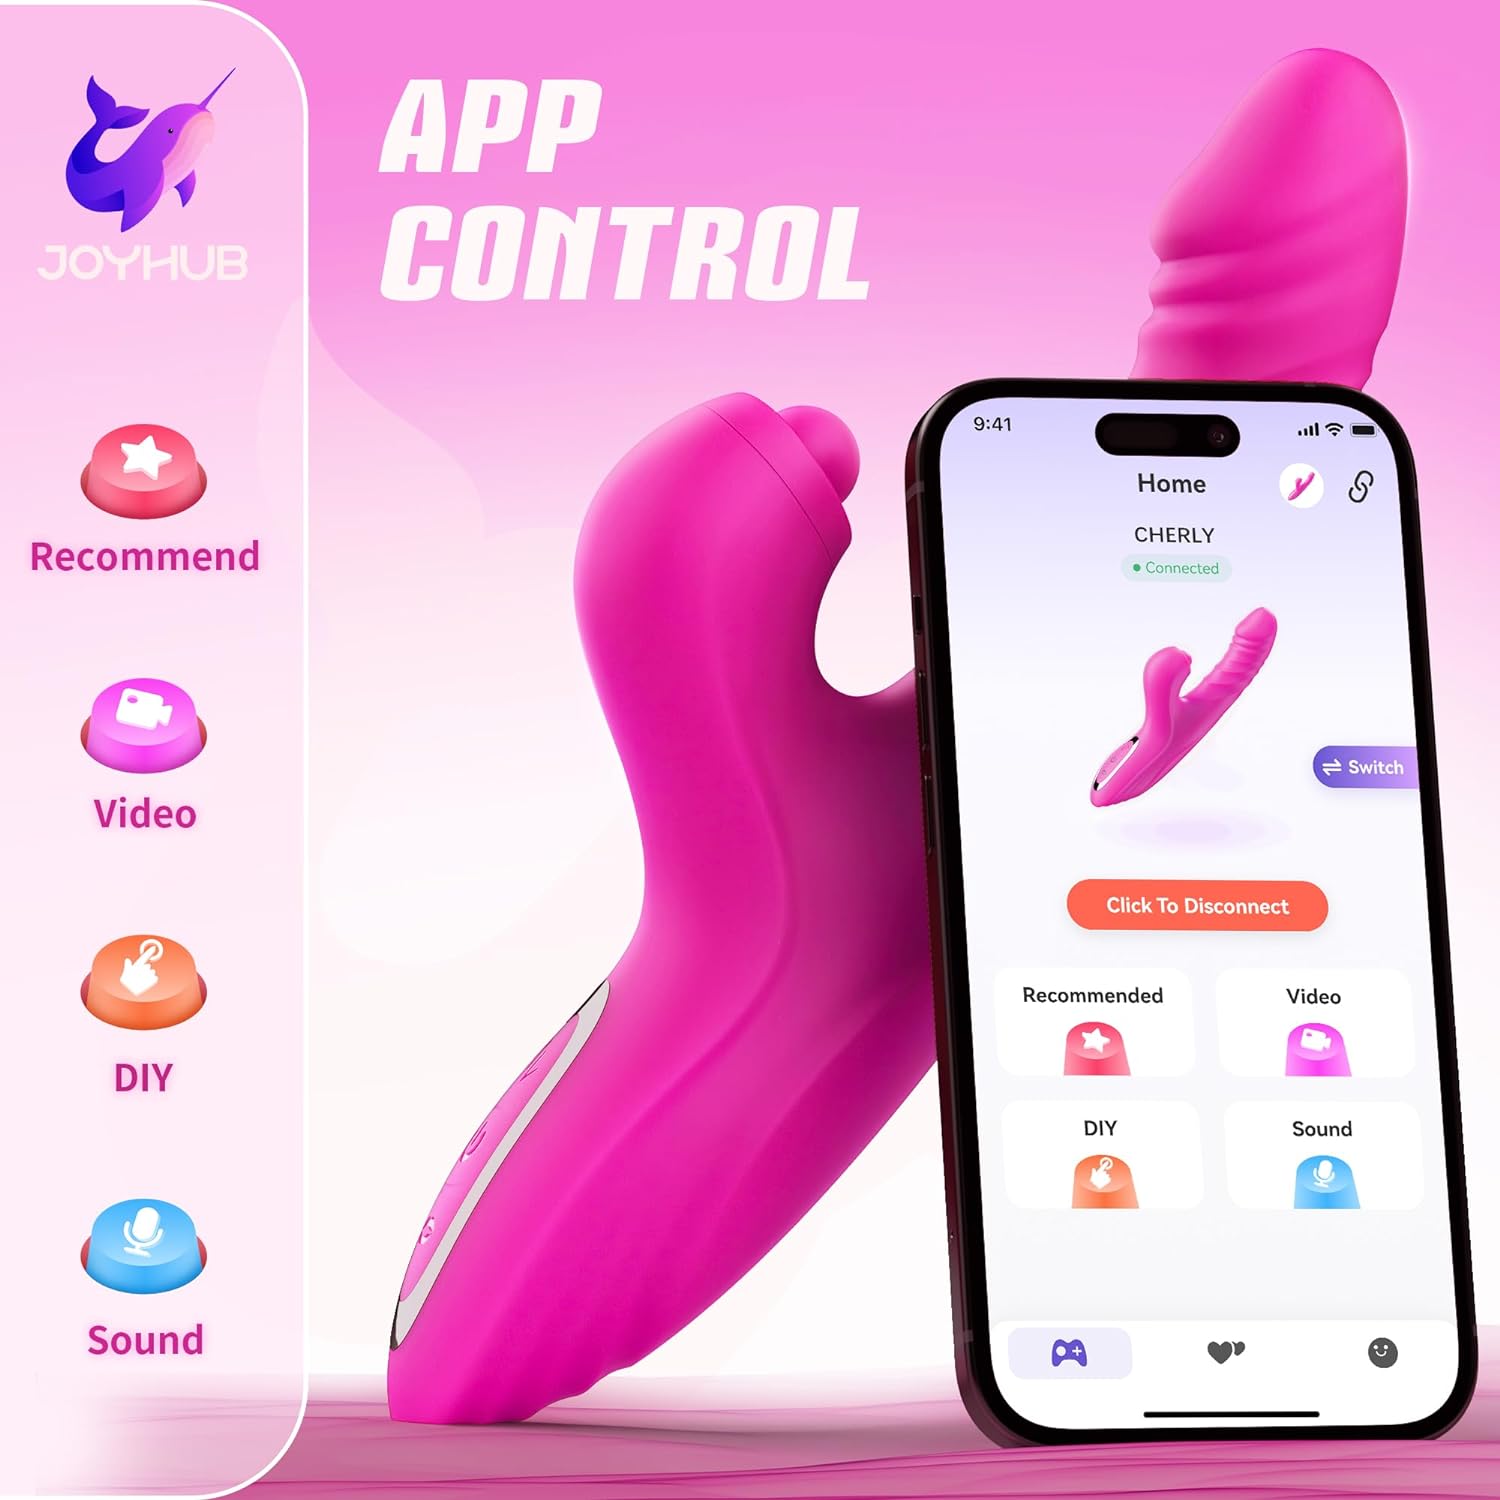 JOYHUB
Recommend
Video
DIY
Sound
APP
CONTROL
9:41
Home
CHERLY
Connected
Switch
Click To Disconnect
Recommended
Video
DIY
Sound